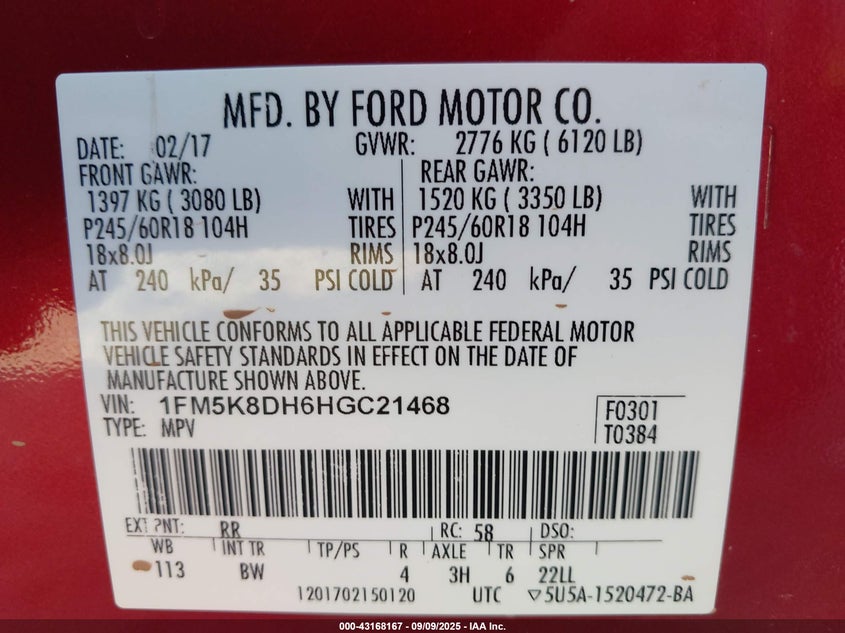 MFD. BY FORD MOTOR CO.
DATE: 02/17 GVWR: 2776 KG ( 6120 LB)
FRONT GAWR: REAR GAWR:
1397 KG ( 3080 LB) WITH 1520 KG ( 3350 LB) WITH
P245/60R18 104H TIRES P245/60R18 104H TIRES
18x8.0J RIMS 18x8.0J RIMS
AT 240 kPa/ 35 PSI COLD AT 240 kPa/ 35 PSI COLD
THIS VEHICLE CONFORMS TO ALL APPLICABLE FEDERAL MOTOR
VEHICLE SAFETY STANDARDS IN EFFECT ON THE DATE OF
MANUFACTURE SHOWN ABOVE.
VIN: 1FM5K8DH6HGC21468 F0301
TYPE: MPV T0384
EXT PNT: RR RC: 58 DSO:
WB INT TR TP/PS R AXLE TR SPR
113 BW 4 3H 6 22LL
1201702150120 UTC ▽5U5A-1520472-BA
000-43168167 - 09/09/2025 - IAA Inc.